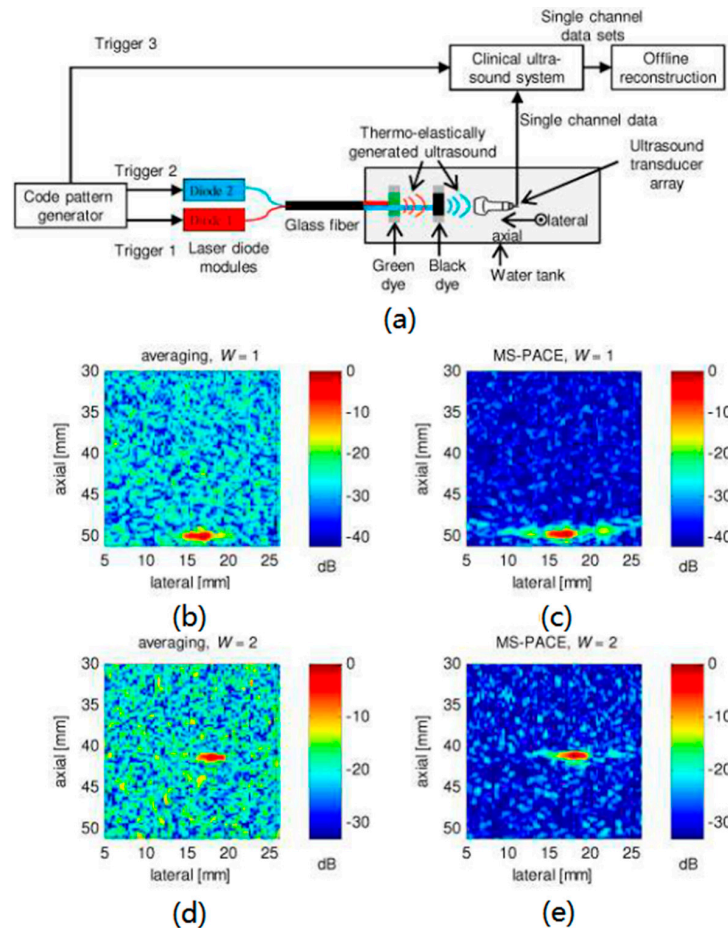 Trigger 3
Single channel
data sets
Clinical ultra-
sound system
Offline
reconstruction
Thermo-elastically
generated ultrasound
Single channel data
Ultrasound
transducer
array
Trigger 2
Code pattern
generator
Diode 2
Diode 1
Glass fiber
lateral
axial
Trigger 1
Laser diode
modules
Green
dye
Black
dye
Water tank
(a)
averaging, W = 1
MS-PACE, W = 1
30
35
40
45
50
axial [mm]
5 10 15 20 25
lateral [mm]
0
-10
-20
-30
-40
dB
30
35
40
45
50
axial [mm]
5 10 15 20 25
lateral [mm]
0
-10
-20
-30
-40
dB
(b)
(c)
averaging, W = 2
MS-PACE, W = 2
30
35
40
45
50
axial [mm]
5 10 15 20 25
lateral [mm]
0
-10
-20
-30
dB
30
35
40
45
50
axial [mm]
5 10 15 20 25
lateral [mm]
0
-10
-20
-30
dB
(d)
(e)